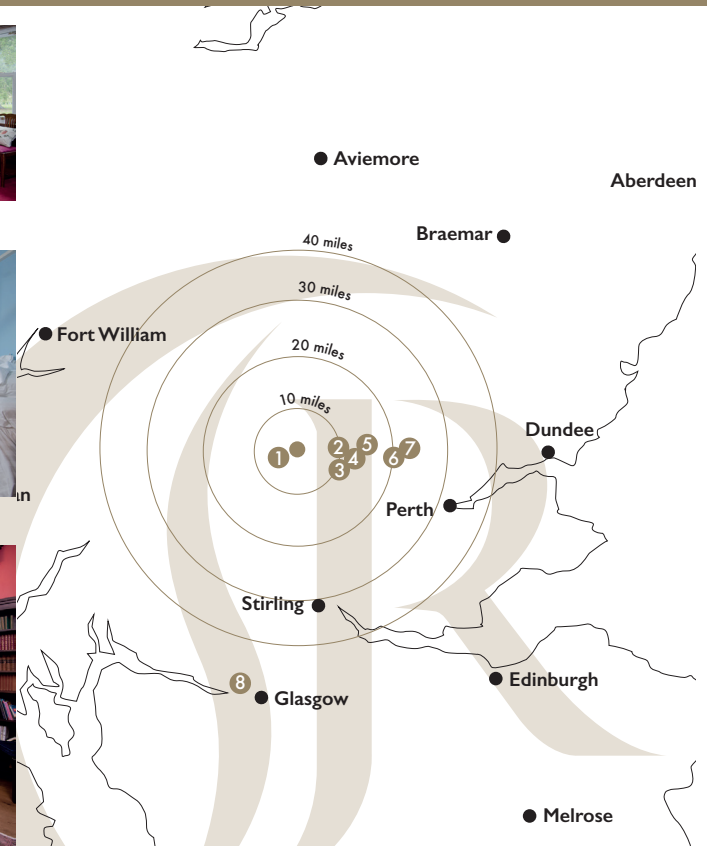 Aviemore
Aberdeen
Braemar
40 miles
30 miles
Fort William
20 miles
10 miles
Dundee
2
5
7
1
4
6
3
Perth
Stirling
Edinburgh
8
Glasgow
Melrose